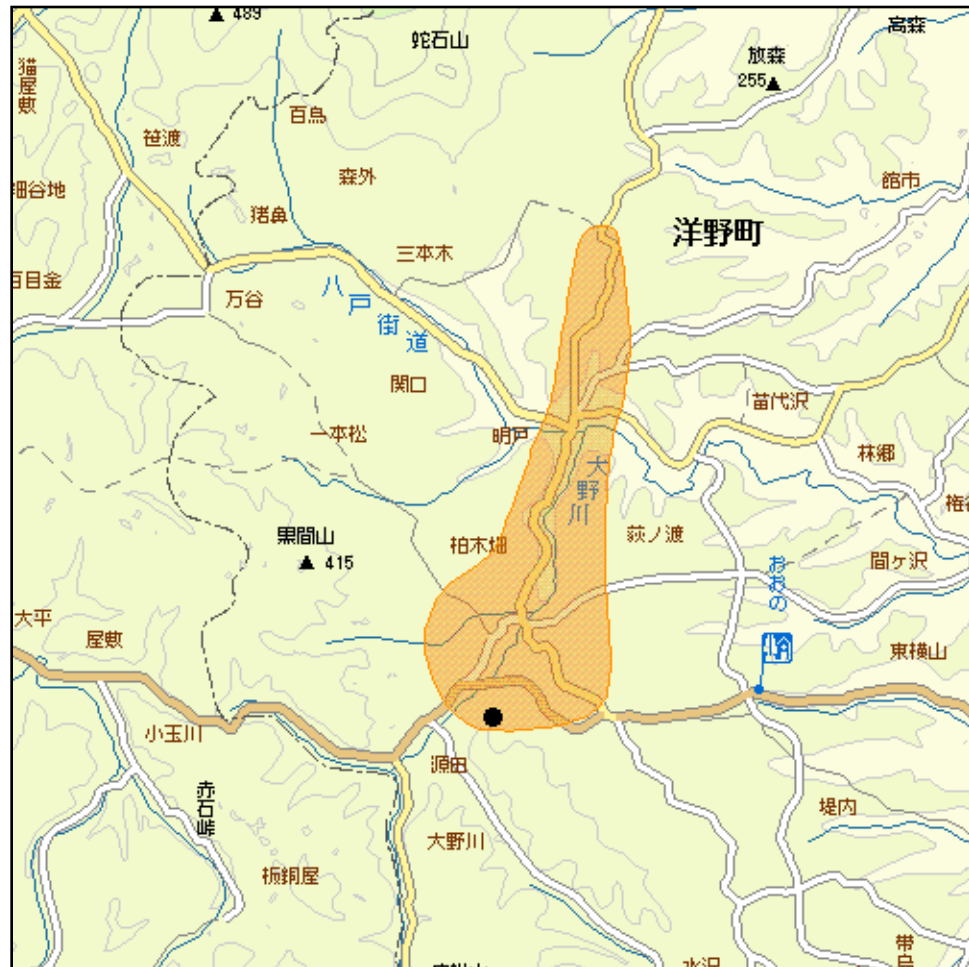 ▲ 489
蛇石山
高森
放森
255▲
猫屋敷
笹渡
百鳥
森外
館市
細谷地
猪鼻
洋野町
三本木
百目金
万谷
八戸街道
関口
苗代沢
一本松
明戸
林郷
大野川
黒間山
▲ 415
柏木畑
荻ノ渡
間ヶ沢
おおの
大平
屋敷
東横山
小玉川
源田
赤石峠
堤内
大野川
板銅屋
水沢